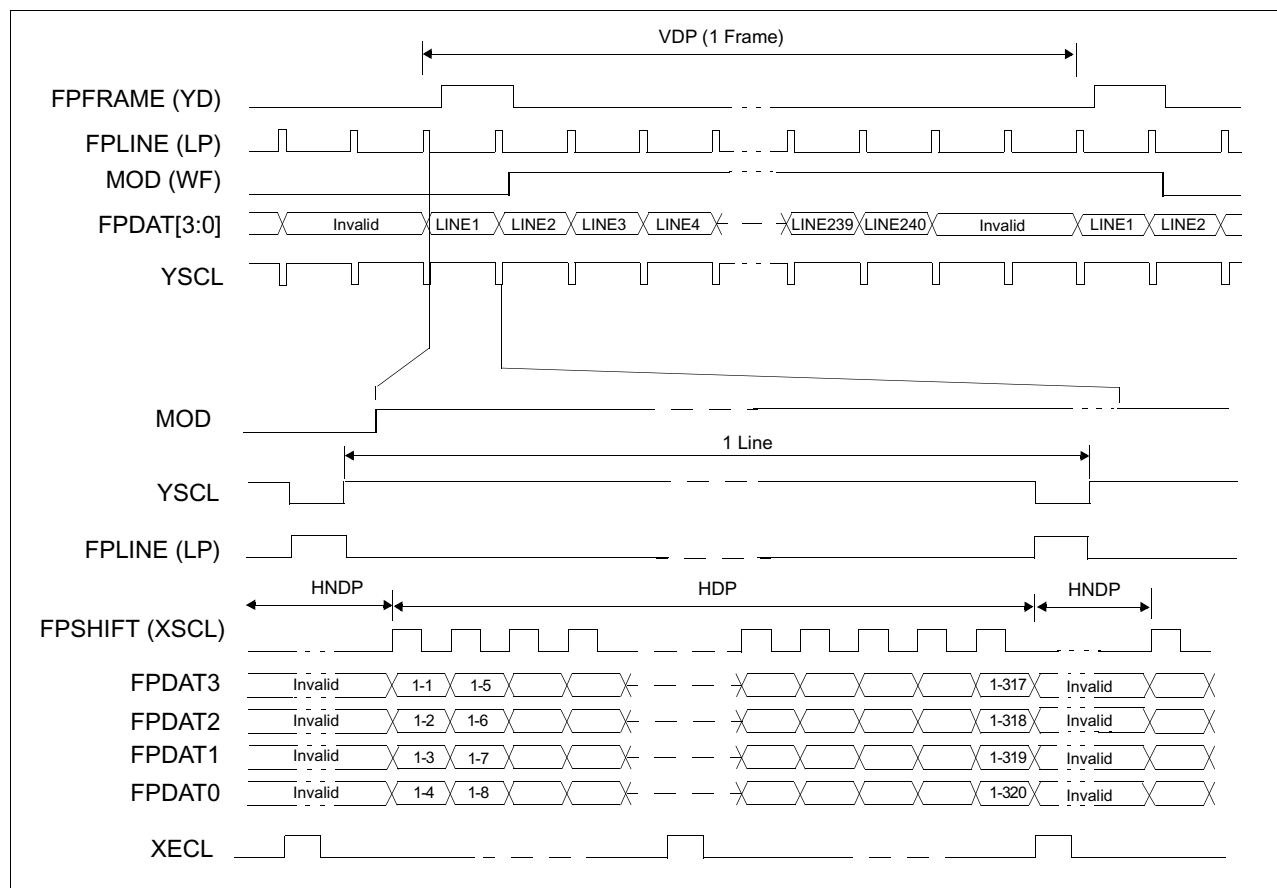 VDP (1 Frame)
FPFRAME (YD)
FPLINE (LP)
MOD (WF)
FPDAT[3:0] Invalid LINE1 LINE2 LINE3 LINE4 LINE239 LINE240 Invalid LINE1 LINE2
YSCL
MOD
1 Line
YSCL
FPLINE (LP)
HNDP HDP HNDP
FPSHIFT (XSCL)
FPDAT3 Invalid 1-1 1-5 1-317 Invalid
FPDAT2 Invalid 1-2 1-6 1-318 Invalid
FPDAT1 Invalid 1-3 1-7 1-319 Invalid
FPDAT0 Invalid 1-4 1-8 1-320 Invalid
XECL